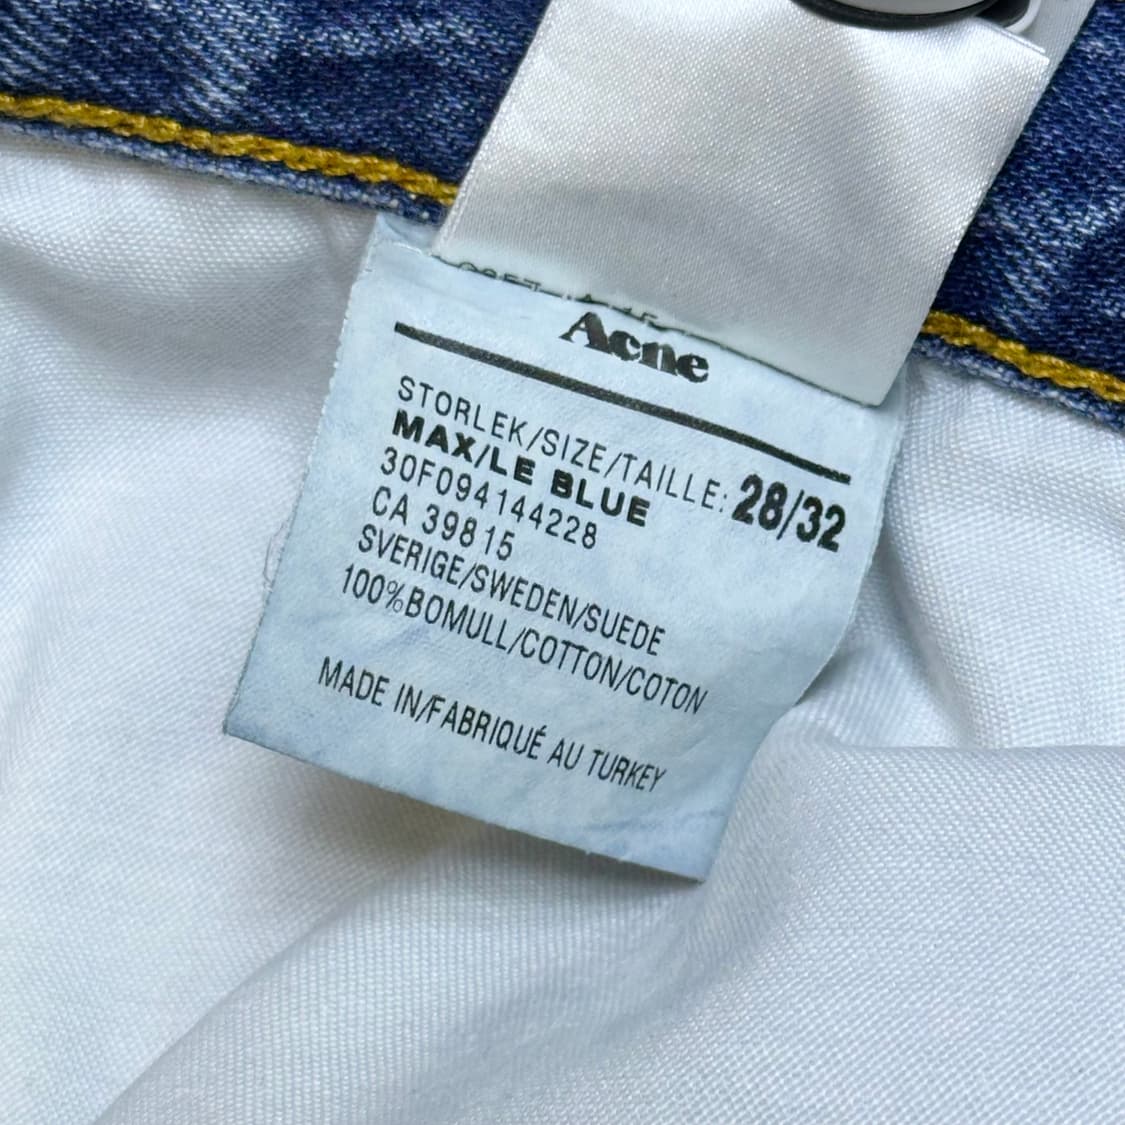 Acne
STORLEK/SIZE/TAILLE: 28/32
MAX/LE BLUE
30F094144228
CA 39815
SVERIGE/SWEDEN/SUEDE
100%BOMULL/COTTON/COTON
MADE IN/FABRIQUÉ AU TURKEY